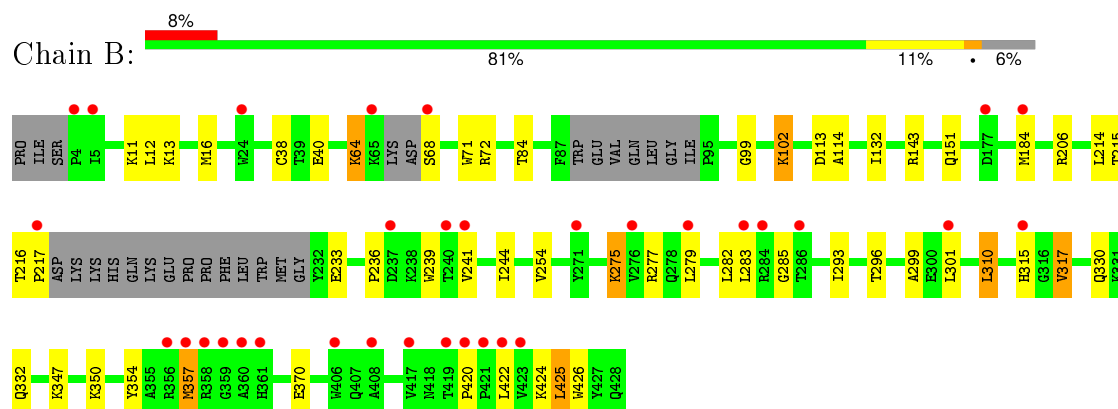 8%
Chain B:
81% 11% • 6%
PRO ILE SER P4 I5 K11 L12 K13 M16 W24 C38 T39 E40 K64 K65 LYS ASP S68 W71 R72 T84 F87 TRP GLU VAL GLN LEU GLY ILE P95 G99 K102 D113 A114 I132 R143 Q151 D177 M184 R206 L214 T215
T216 P217 ASP LYS LYS HIS GLN LYS GLU PRO PRO PHE LEU TRP MET GLY Y232 E233 P236 D237 K238 W239 T240 V241 I244 V254 Y271 K275 V276 R277 Q278 L279 L282 L283 R284 G285 T286 I293 T296 A299 E300 L301 L310 H315 G316 V317 Q330 K331
Q332 K347 K350 Y354 A355 R356 M357 R358 G359 A360 H361 E370 W406 Q407 A408 V417 N418 T419 P420 P421 L422 V423 K424 L425 W426 Y427 Q428